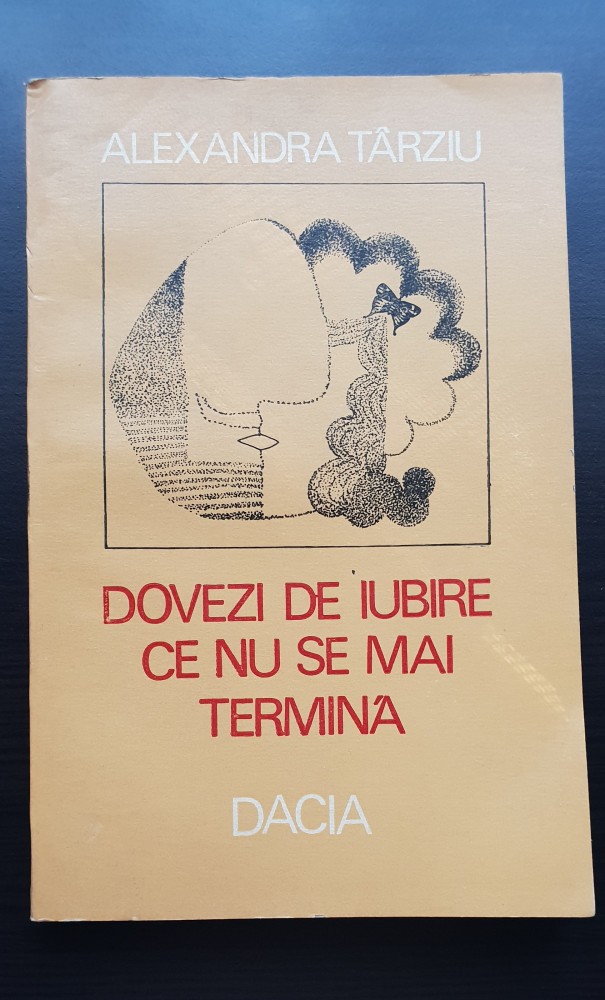 ALEXANDRA TÂRZIU
DOVEZI DE IUBIRE
CE NU SE MAI
TERMINĂ
DACIA